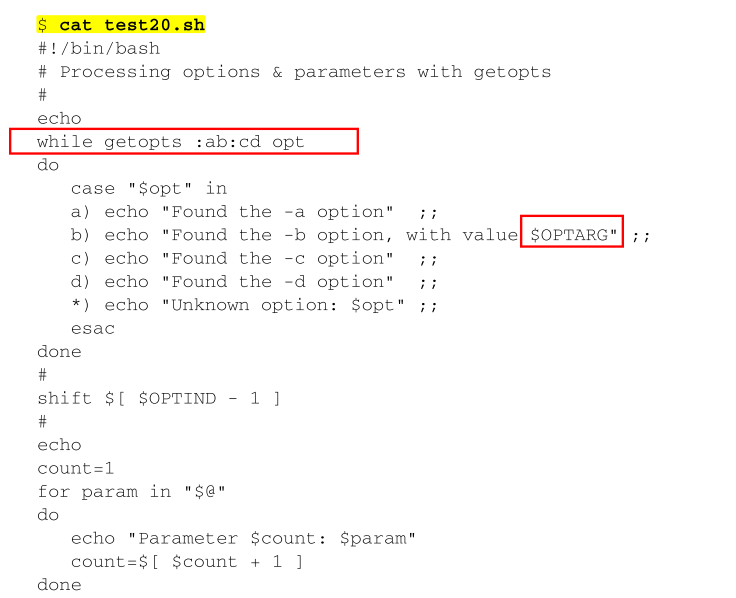 $ cat test20.sh
#!/bin/bash
# Processing options & parameters with getopts
#
echo
while getopts :ab:cd opt
do
   case "$opt" in
   a) echo "Found the -a option"  ;;
   b) echo "Found the -b option, with value $OPTARG" ;;
   c) echo "Found the -c option"  ;;
   d) echo "Found the -d option"  ;;
   *) echo "Unknown option: $opt" ;;
   esac
done
#
shift $[ $OPTIND - 1 ]
#
echo
count=1
for param in "$@"
do
   echo "Parameter $count: $param"
   count=$[ $count + 1 ]
done